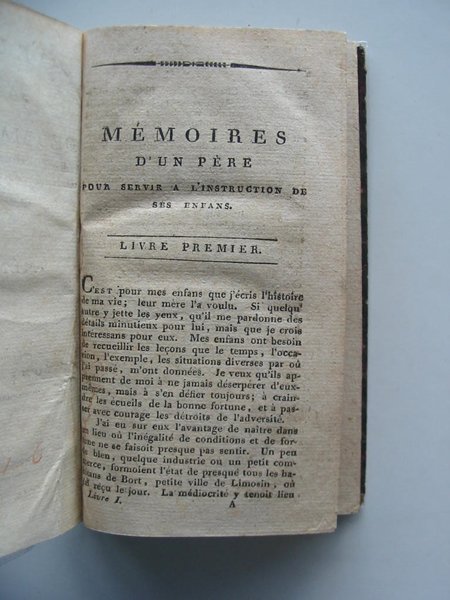 MÉMOIRES
D'UN PÈRE
POUR SERVIR A L'INSTRUCTION DE
SES ENFANS.
LIVRE PREMIER.
C'EST pour mes enfans que j'écris l'histoire
de ma vie; leur mère l'a voulu. Si quelqu'
autre y jette les yeux, qu'il me pardonne des
détails minutieux pour lui, mais que je crois
intéressans pour eux. Mes enfans ont besoin
de recueillir les leçons que le temps, l'occa-
sion, l'exemple, les situations diverses par où
j'ai passé, m'ont données. Je veux qu'ils ap-
prennent de moi à ne jamais désespérer d'eux-
mêmes, mais à s'en défier toujours; à crain-
dre les écueils de la bonne fortune, et à pas-
ser avec courage les détroits de l'adversité.
J'ai eu sur eux l'avantage de naître dans
un lieu où l'inégalité de conditions et de for-
tune ne se faisoit presque pas sentir. Un peu
de bien, quelque industrie ou un petit com-
merce, formoient l'état de presque tous les ha-
bitans de Bort, petite ville de Limosin, où
j'ai reçu le jour. La médiocrité y tenoit lieu
Livre I. A